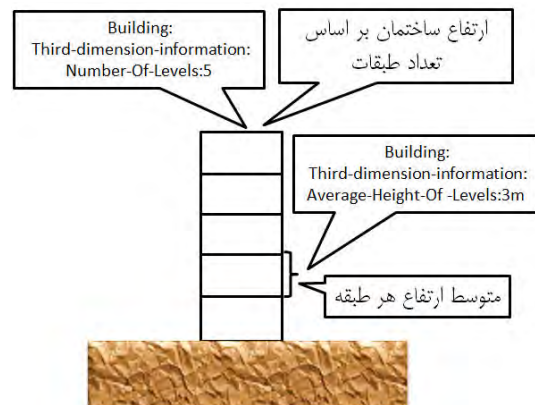 Building:
Third-dimension-information:
Number-Of-Levels:5
ارتفاع ساختمان بر اساس
تعداد طبقات
Building:
Third-dimension-information:
Average-Height-Of -Levels:3m
متوسط ارتفاع هر طبقه